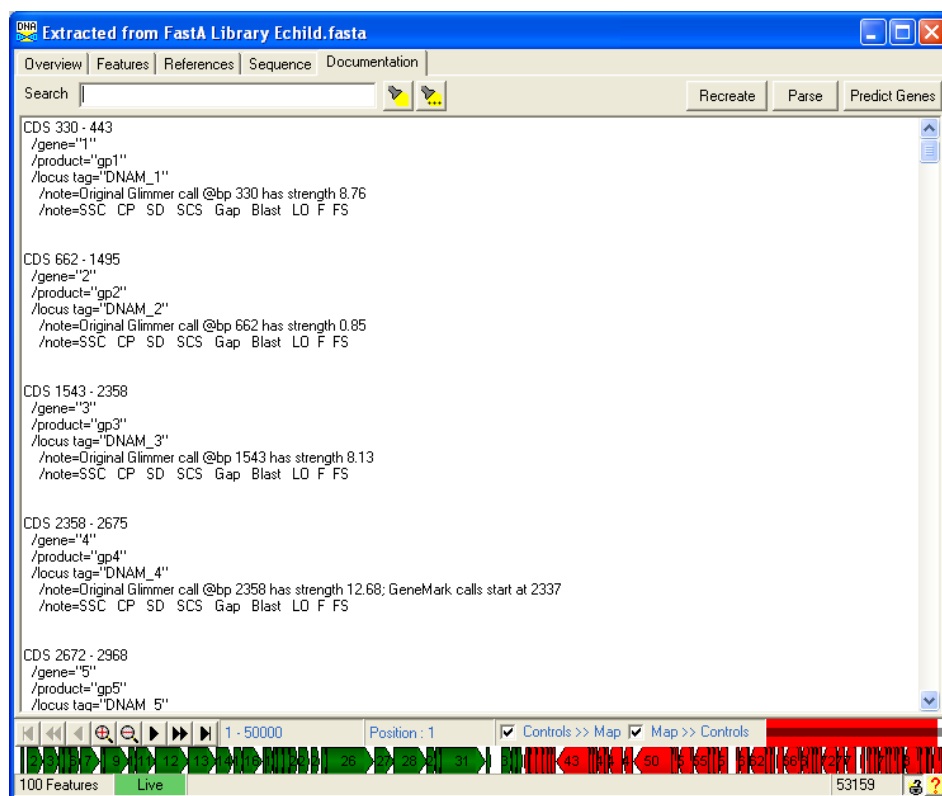 DNA
Extracted from FastA Library Echild.fasta
Overview Features References Sequence Documentation
Search Recreate Parse Predict Genes
CDS 330 - 443
/gene="1"
/product="gp1"
/locus tag="DNAM_1"
/note=Original Glimmer call @bp 330 has strength 8.76
/note=SSC CP SD SCS Gap Blast LO F FS
CDS 662 - 1495
/gene="2"
/product="gp2"
/locus tag="DNAM_2"
/note=Original Glimmer call @bp 662 has strength 0.85
/note=SSC CP SD SCS Gap Blast LO F FS
CDS 1543 - 2358
/gene="3"
/product="gp3"
/locus tag="DNAM_3"
/note=Original Glimmer call @bp 1543 has strength 8.13
/note=SSC CP SD SCS Gap Blast LO F FS
CDS 2358 - 2675
/gene="4"
/product="gp4"
/locus tag="DNAM_4"
/note=Original Glimmer call @bp 2358 has strength 12.68; GeneMark calls start at 2337
/note=SSC CP SD SCS Gap Blast LO F FS
CDS 2672 - 2968
/gene="5"
/product="gp5"
/locus tag="DNAM 5"
1 - 50000 Position : 1 Controls >> Map Map >> Controls
9 12 13 26 27 28 31 43 50
100 Features Live 53159